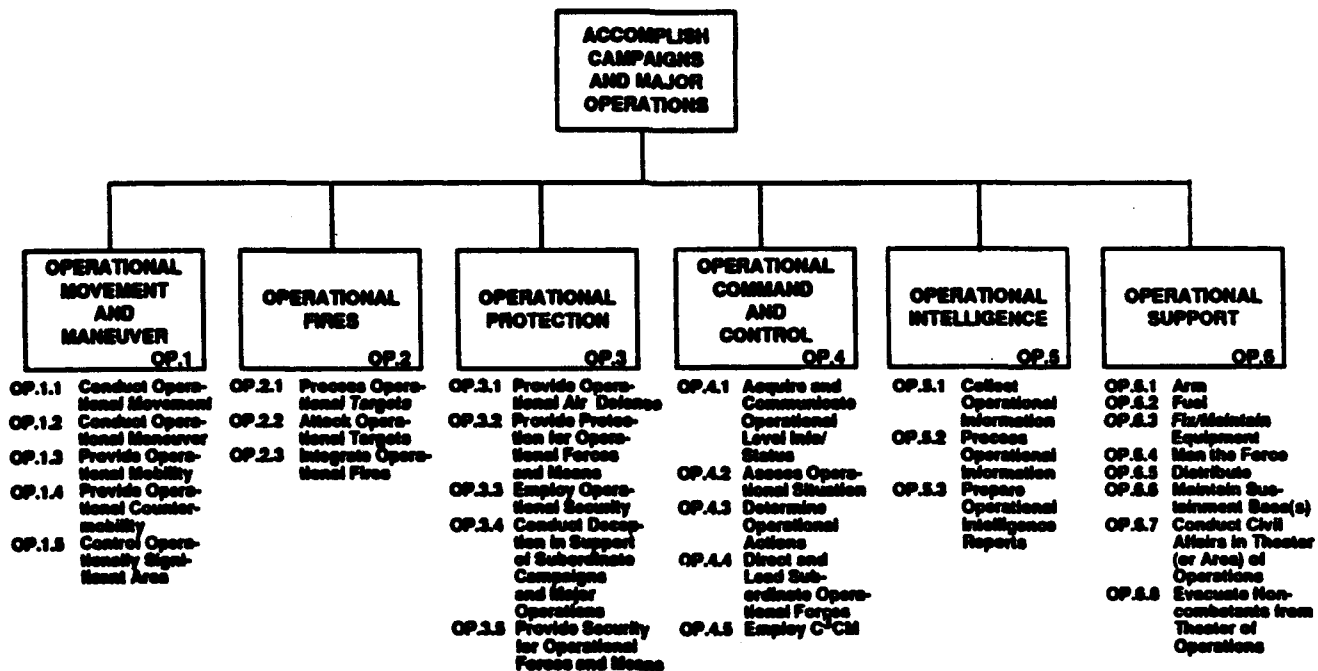 ACCOMPLISH
CAMPAIGNS
AND MAJOR
OPERATIONS
OPERATIONAL
MOVEMENT
AND
MANEUVER
OP.1
OP.1.1 Conduct Opera-
tional Movement
OP.1.2 Conduct Opera-
tional Maneuver
OP.1.3 Provide Opera-
tional Mobility
OP.1.4 Provide Opera-
tional Counter-
mobility
OP.1.5 Control Opera-
tionally Signi-
ficant Area
OPERATIONAL
FIRES
OP.2
OP.2.1 Process Opera-
tional Targets
OP.2.2 Attack Opera-
tional Targets
OP.2.3 Integrate Opera-
tional Fires
OPERATIONAL
PROTECTION
OP.3
OP.3.1 Provide Opera-
tional Air Defense
OP.3.2 Provide Protec-
tion for Opera-
tional Forces
and Means
OP.3.3 Employ Opera-
tional Security
OP.3.4 Conduct Decep-
tion in Support
of Subordinate
Campaigns
and Major
Operations
OP.3.5 Provide Security
for Operational
Forces and Means
OPERATIONAL
COMMAND
AND
CONTROL
OP.4
OP.4.1 Acquire and
Communicate
Operational
Level Info/
Status
OP.4.2 Assess Opera-
tional Situation
OP.4.3 Determine
Operational
Actions
OP.4.4 Direct and
Lead Sub-
ordinate Opera-
tional Forces
OP.4.5 Employ C³CM
OPERATIONAL
INTELLIGENCE
OP.5
OP.5.1 Collect
Operational
Information
OP.5.2 Process
Operational
Information
OP.5.3 Prepare
Operational
Intelligence
Reports
OPERATIONAL
SUPPORT
OP.6
OP.6.1 Arm
OP.6.2 Fuel
OP.6.3 Fix/Maintain
Equipment
OP.6.4 Man the Force
OP.6.5 Distribute
OP.6.6 Maintain Sus-
tainment Base(s)
OP.6.7 Conduct Civil
Affairs in Theater
(or Area) of
Operations
OP.6.8 Evacuate Non-
combatants from
Theater of
Operations